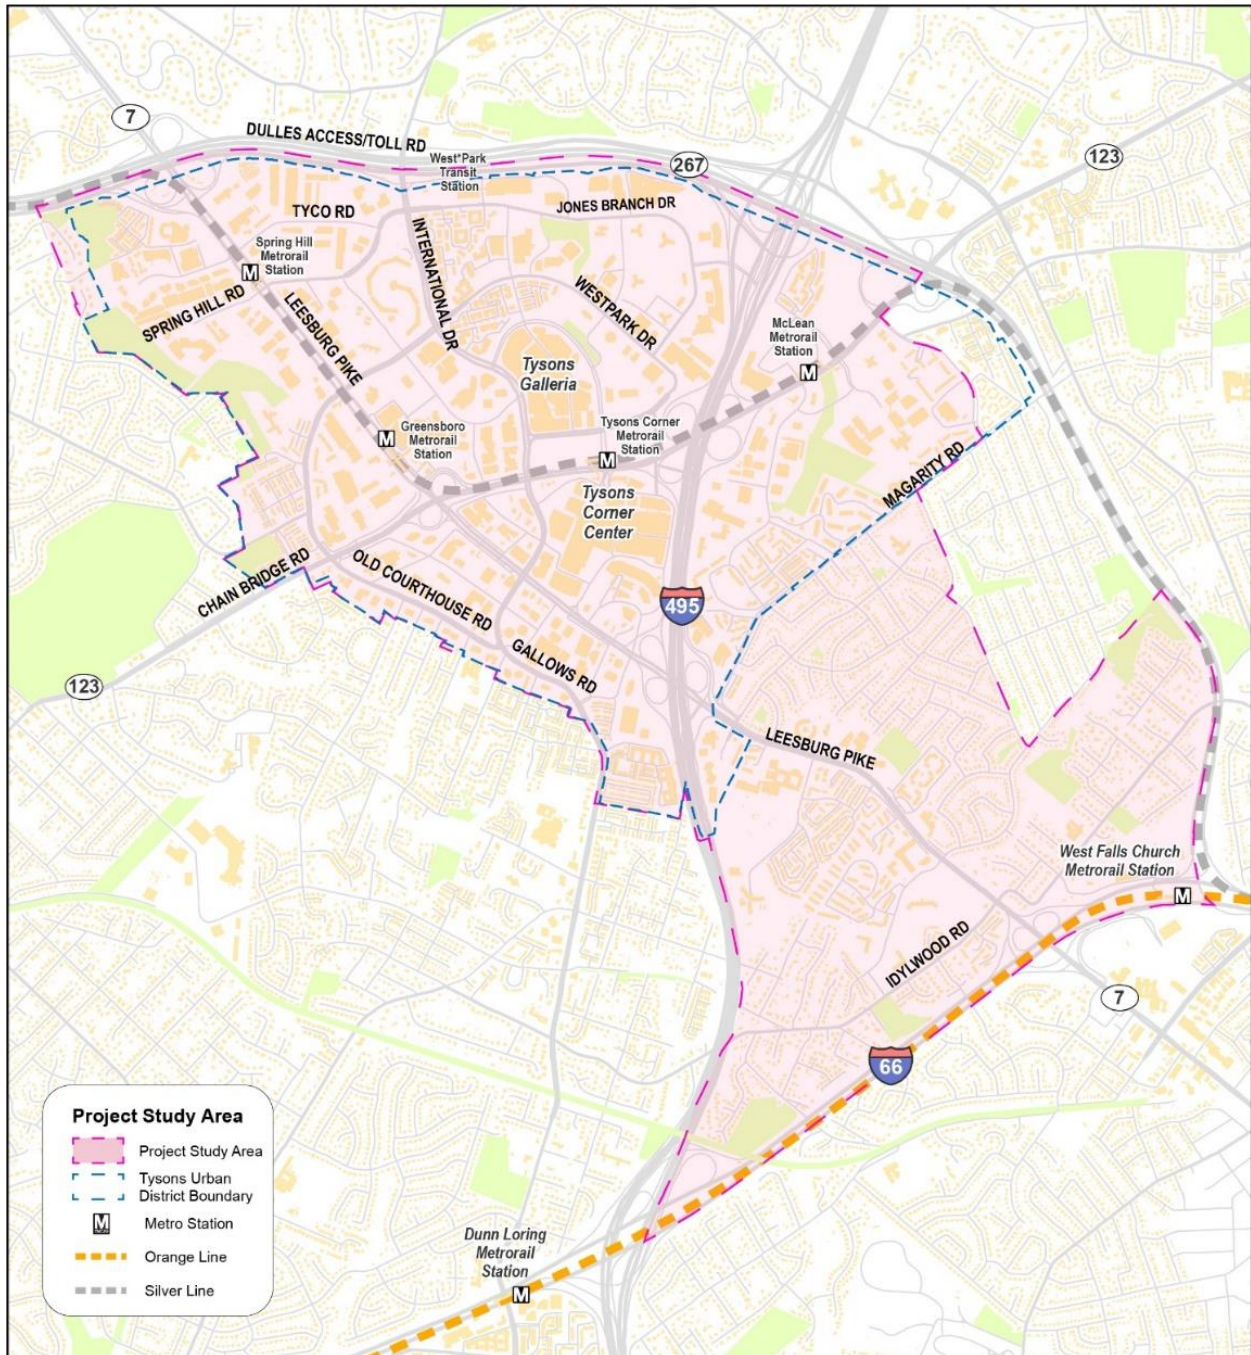 7
DULLES ACCESS/TOLL RD
West*Park
Transit
Station
267
123
TYCO RD
JONES BRANCH DR
INTERNATIONAL DR
Spring Hill
Metrorail
Station
M
SPRING HILL RD
LEESBURG PIKE
WESTPARK DR
McLean
Metrorail
Station
M
Tysons
Galleria
Greensboro
Metrorail
Station
M
Tysons Corner
Metrorail
Station
M
MAGARITY RD
Tysons
Corner
Center
CHAIN BRIDGE RD
OLD COURTHOUSE RD
495
GALLOWS RD
123
LEESBURG PIKE
West Falls Church
Metrorail Station
M
IDYLWOOD RD
7
66
Project Study Area
Project Study Area
Tysons Urban
District Boundary
M
Metro Station
Orange Line
Silver Line
Dunn Loring
Metrorail
Station
M